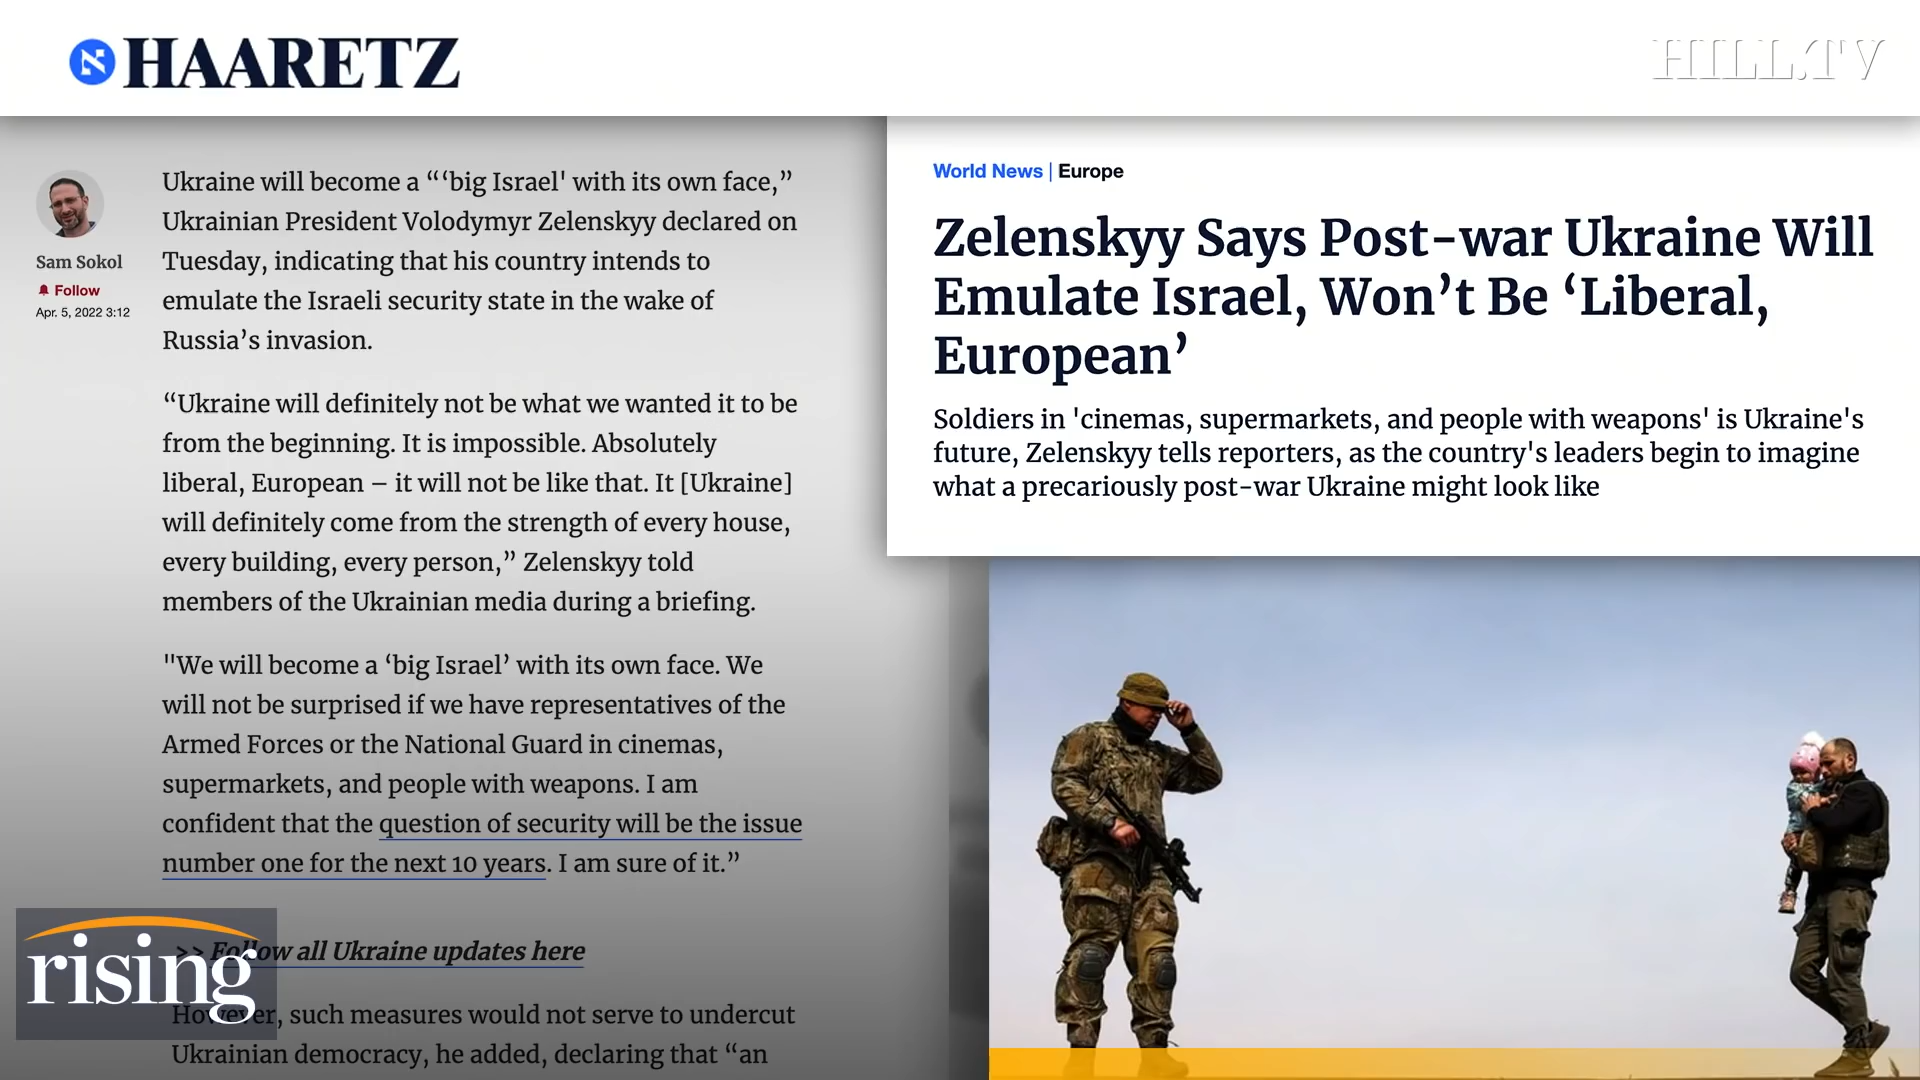 HAARETZ
HILL.TV
Sam Sokol
Follow
Apr. 5, 2022 3:12
Ukraine will become a “‘big Israel' with its own face,”
Ukrainian President Volodymyr Zelenskyy declared on
Tuesday, indicating that his country intends to
emulate the Israeli security state in the wake of
Russia’s invasion.
“Ukraine will definitely not be what we wanted it to be
from the beginning. It is impossible. Absolutely
liberal, European – it will not be like that. It [Ukraine]
will definitely come from the strength of every house,
every building, every person,” Zelenskyy told
members of the Ukrainian media during a briefing.
"We will become a ‘big Israel’ with its own face. We
will not be surprised if we have representatives of the
Armed Forces or the National Guard in cinemas,
supermarkets, and people with weapons. I am
confident that the question of security will be the issue
number one for the next 10 years. I am sure of it.”
>> Follow all Ukraine updates here
However, such measures would not serve to undercut
Ukrainian democracy, he added, declaring that “an
rising
World News | Europe
Zelenskyy Says Post-war Ukraine Will
Emulate Israel, Won’t Be ‘Liberal,
European’
Soldiers in 'cinemas, supermarkets, and people with weapons' is Ukraine's
future, Zelenskyy tells reporters, as the country's leaders begin to imagine
what a precariously post-war Ukraine might look like